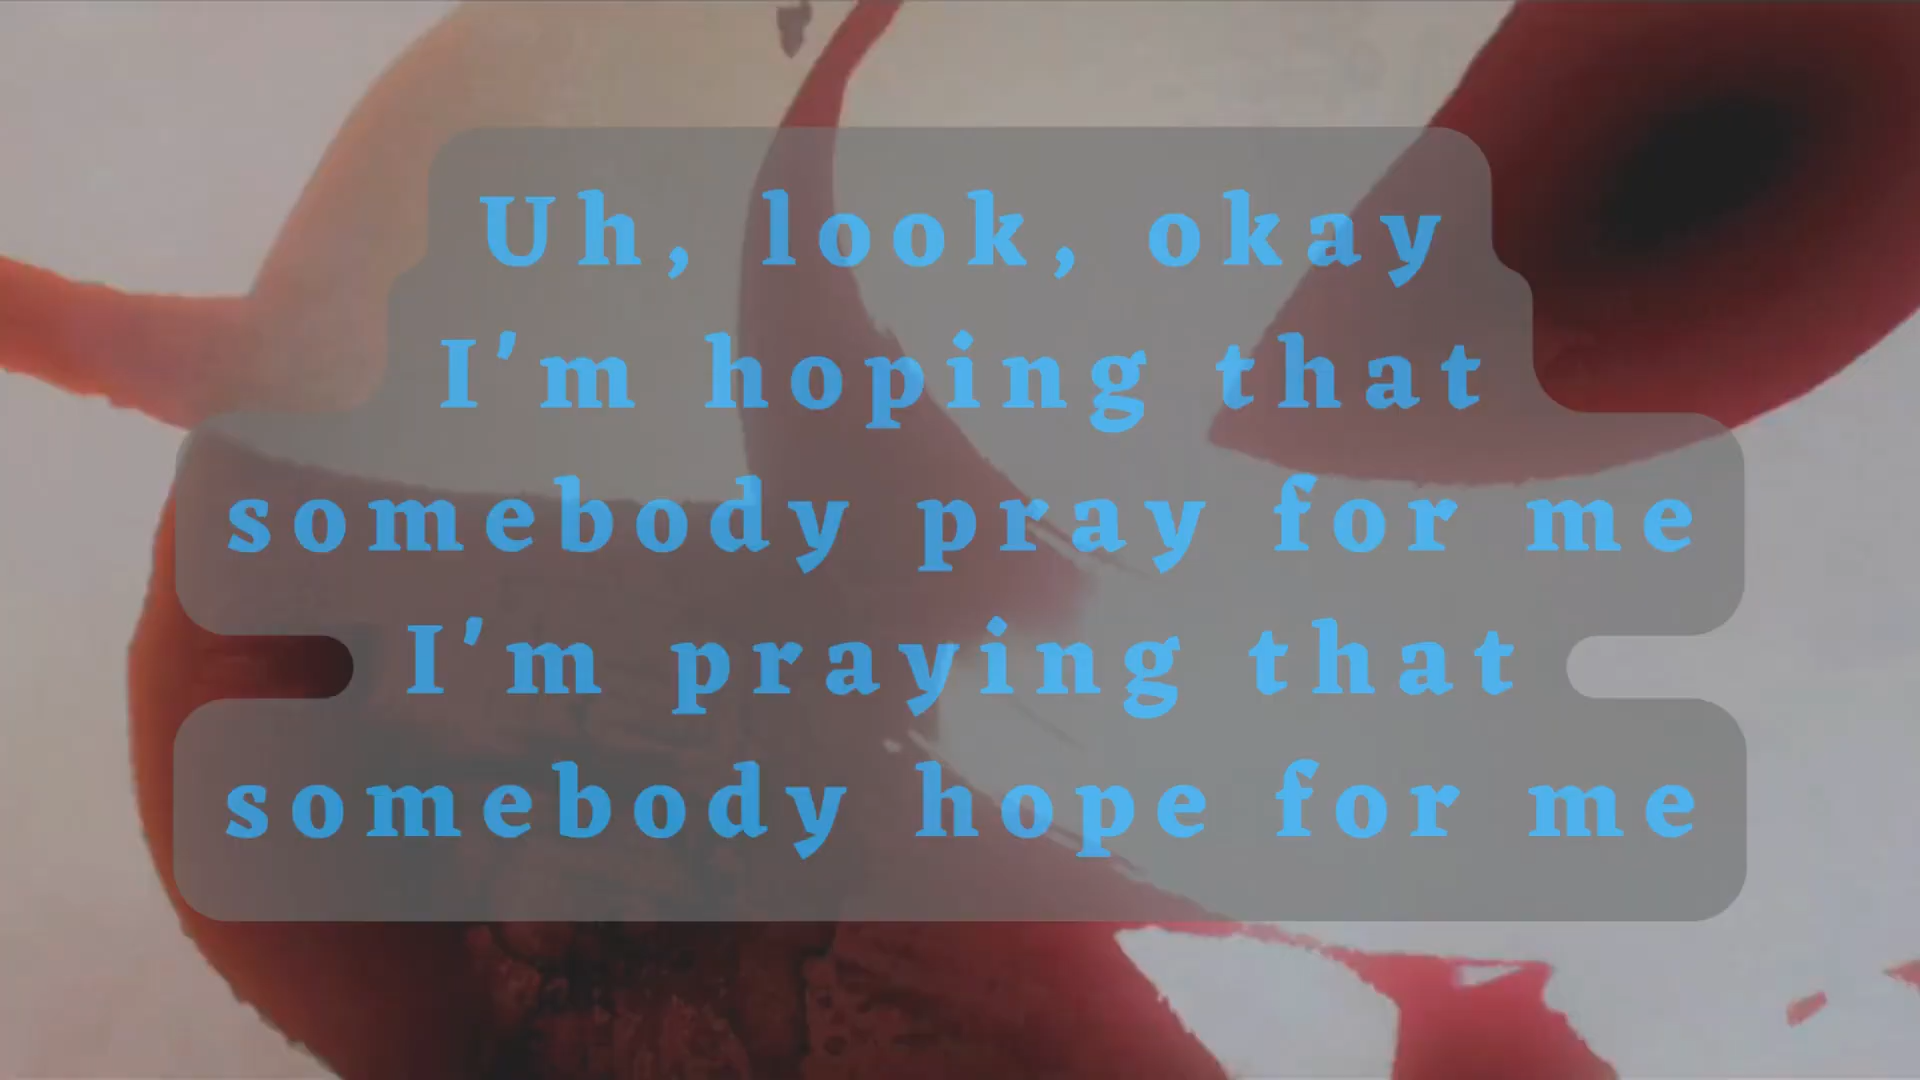 Uh, look, okay
I'm hoping that
somebody pray for me
I'm praying that
somebody hope for me